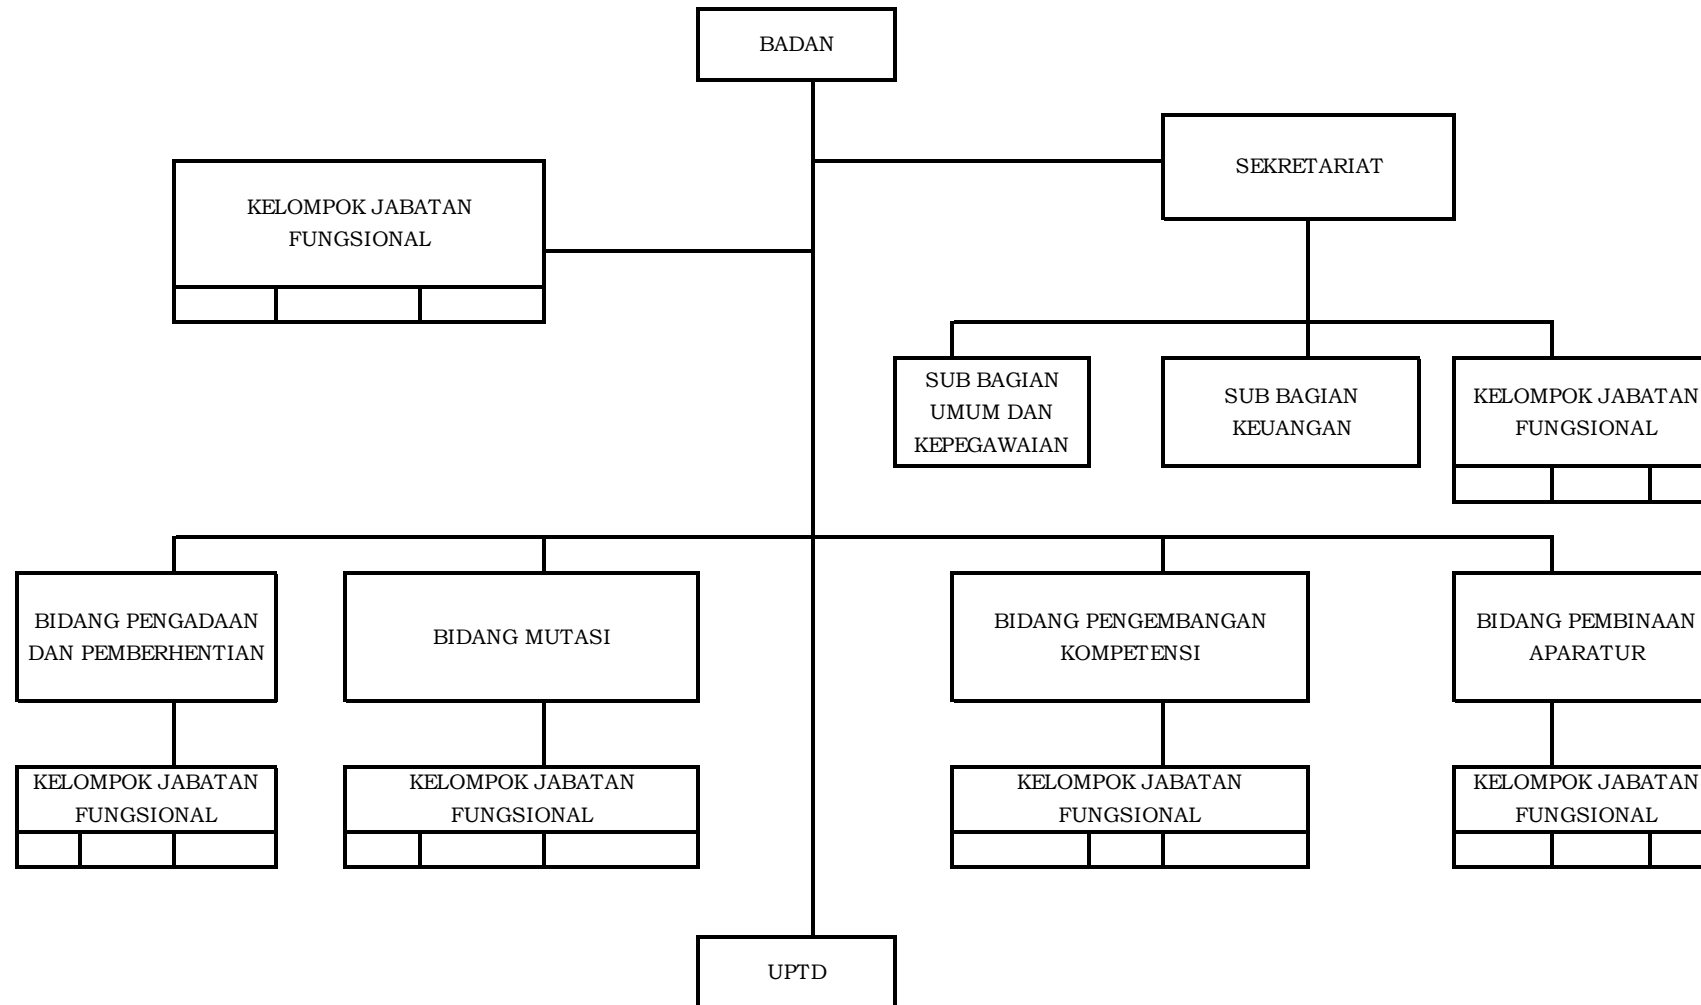 BADAN
SEKRETARIAT
KELOMPOK JABATAN
FUNGSIONAL
SUB BAGIAN
UMUM DAN
KEPEGAWAIAN
SUB BAGIAN
KEUANGAN
KELOMPOK JABATAN
FUNGSIONAL
BIDANG PENGADAAN
DAN PEMBERHENTIAN
BIDANG MUTASI
BIDANG PENGEMBANGAN
KOMPETENSI
BIDANG PEMBINAAN
APARATUR
KELOMPOK JABATAN
FUNGSIONAL
KELOMPOK JABATAN
FUNGSIONAL
KELOMPOK JABATAN
FUNGSIONAL
KELOMPOK JABATAN
FUNGSIONAL
UPTD